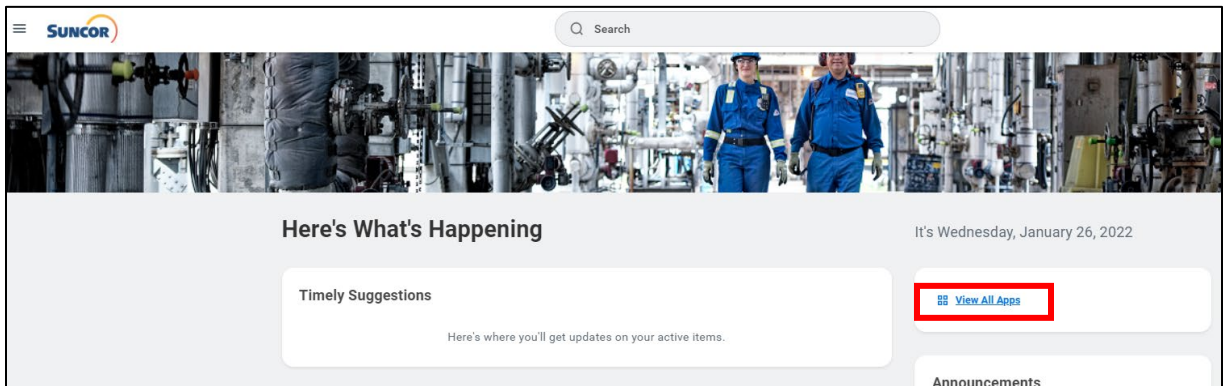 SUNCOR
Search
Here's What's Happening
It's Wednesday, January 26, 2022
Timely Suggestions
Here's where you'll get updates on your active items.
View All Apps
Announcements